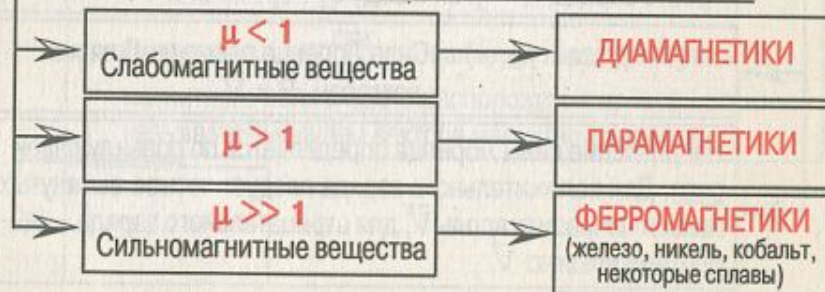 μ < 1
Слабомагнитные вещества
ДИАМАГНЕТИКИ
μ > 1
ПАРАМАГНЕТИКИ
μ >> 1
Сильномагнитные вещества
ФЕРРОМАГНЕТИКИ
(железо, никель, кобальт,
некоторые сплавы)